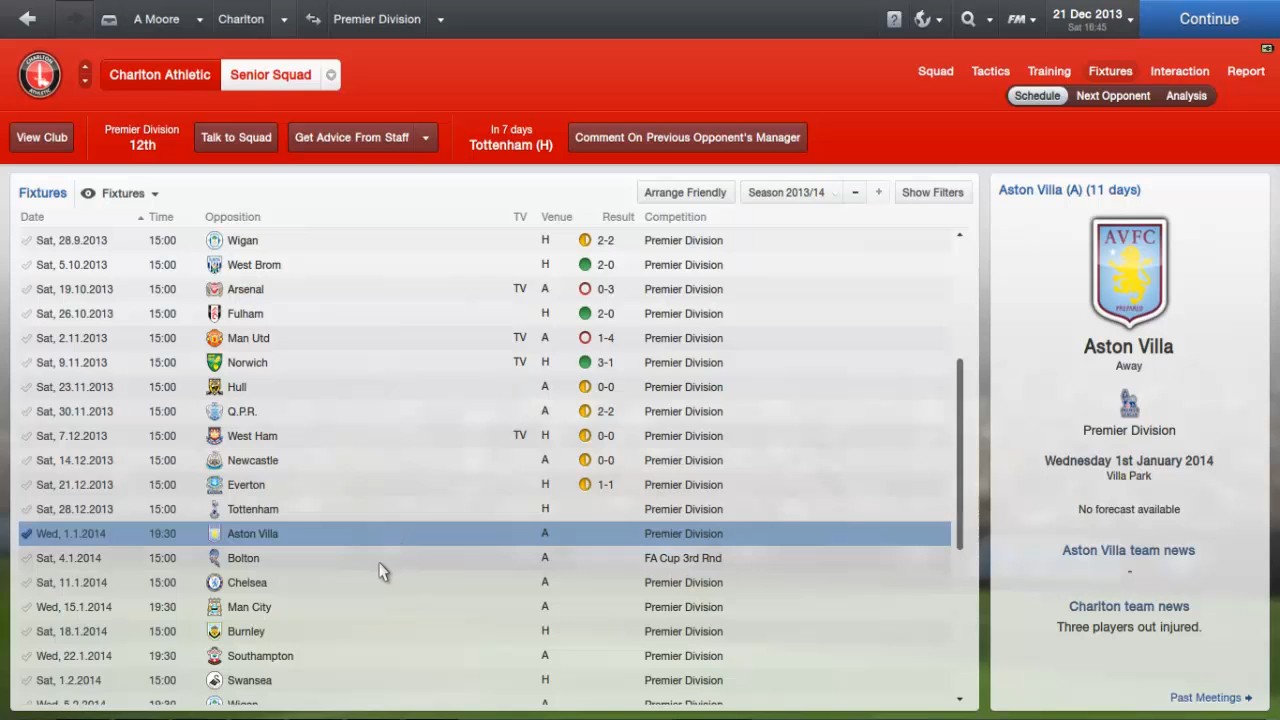 A Moore Charlton Premier Division ? FM 21 Dec 2013 Sat 16:45 Continue
Charlton Athletic Senior Squad Squad Tactics Training Fixtures Interaction Report
Schedule Next Opponent Analysis
View Club Premier Division 12th Talk to Squad Get Advice From Staff In 7 days Tottenham (H) Comment On Previous Opponent's Manager
Fixtures Fixtures Arrange Friendly Season 2013/14 - + Show Filters
Date Time Opposition TV Venue Result Competition
Sat, 28.9.2013 15:00 Wigan H 2-2 Premier Division
Sat, 5.10.2013 15:00 West Brom H 2-0 Premier Division
Sat, 19.10.2013 15:00 Arsenal TV A 0-3 Premier Division
Sat, 26.10.2013 15:00 Fulham H 2-0 Premier Division
Sat, 2.11.2013 15:00 Man Utd TV A 1-4 Premier Division
Sat, 9.11.2013 15:00 Norwich TV H 3-1 Premier Division
Sat, 23.11.2013 15:00 Hull A 0-0 Premier Division
Sat, 30.11.2013 15:00 Q.P.R. A 2-2 Premier Division
Sat, 7.12.2013 15:00 West Ham TV H 0-0 Premier Division
Sat, 14.12.2013 15:00 Newcastle A 0-0 Premier Division
Sat, 21.12.2013 15:00 Everton H 1-1 Premier Division
Sat, 28.12.2013 15:00 Tottenham H Premier Division
Wed, 1.1.2014 19:30 Aston Villa A Premier Division
Sat, 4.1.2014 15:00 Bolton A FA Cup 3rd Rnd
Sat, 11.1.2014 15:00 Chelsea A Premier Division
Wed, 15.1.2014 19:30 Man City A Premier Division
Sat, 18.1.2014 15:00 Burnley H Premier Division
Wed, 22.1.2014 19:30 Southampton A Premier Division
Sat, 1.2.2014 15:00 Swansea H Premier Division
Wed, 5.2.2014 19:30 Wigan A Premier Division
Aston Villa (A) (11 days)
AVFC
PREPARED
Aston Villa
Away
Premier Division
Wednesday 1st January 2014
Villa Park
No forecast available
Aston Villa team news
-
Charlton team news
Three players out injured.
Past Meetings